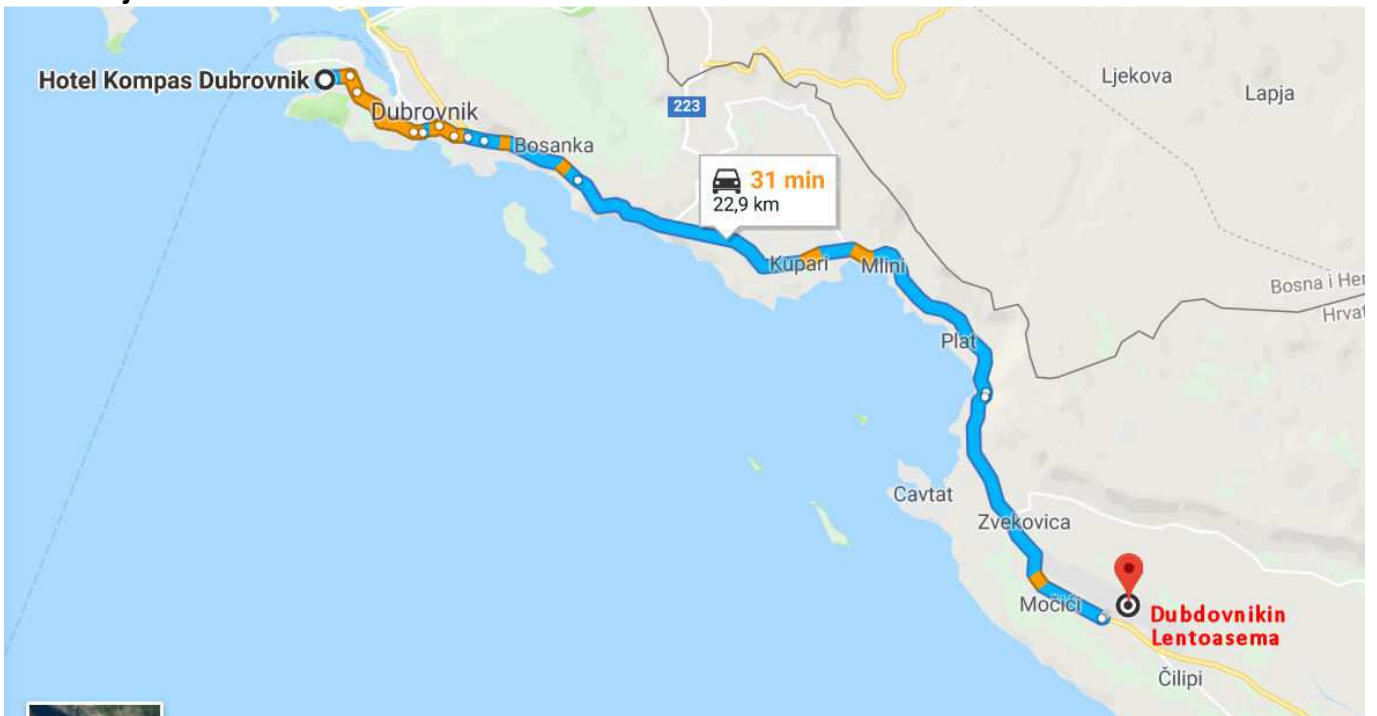 Ljekova
Lapja
Hotel Kompas Dubrovnik
223
Dubrovnik
Bosanka
31 min
22,9 km
Kupari
Mlini
Bosna i Her
Hrvat
Plat
Cavtat
Zvekovica
Močići
Dubdovnikin
Lentoasema
Čilipi